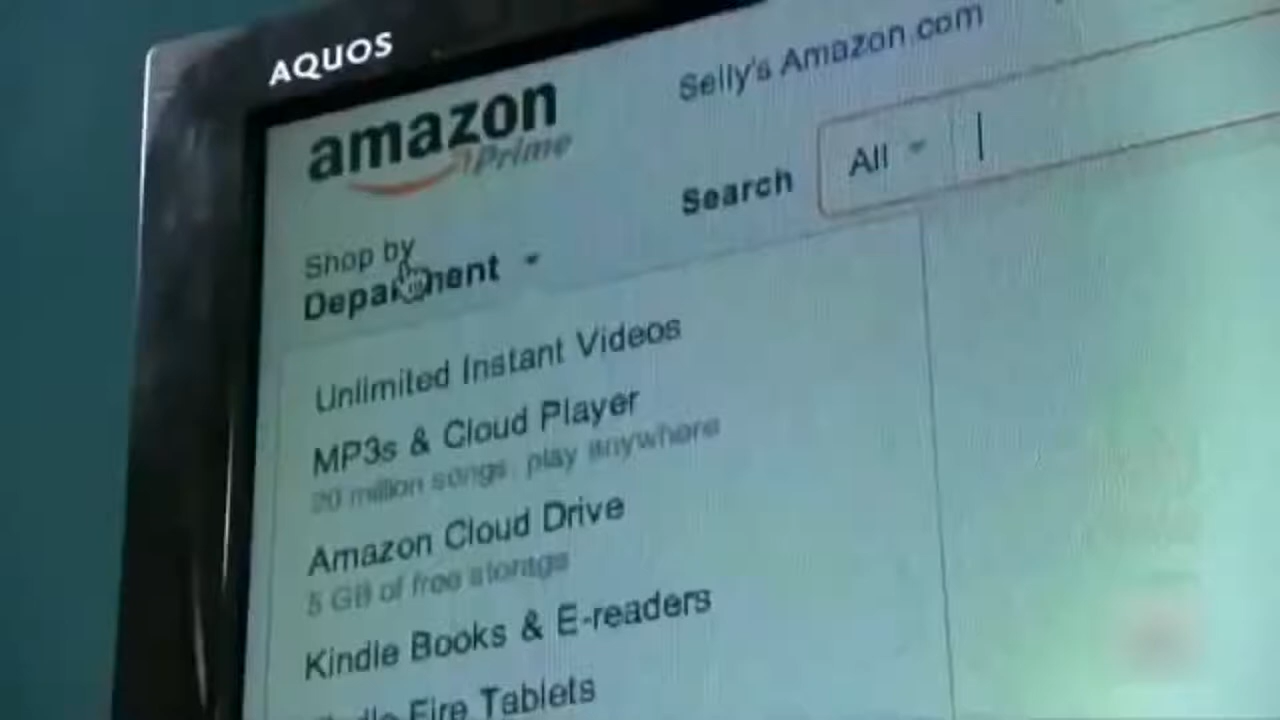 AQUOS
amazon
Prime
Selly's Amazon.com
Search
All
Shop by
Department
Unlimited Instant Videos
MP3s & Cloud Player
20 million songs, play anywhere
Amazon Cloud Drive
5 GB of free storage
Kindle Books & E-readers
Kindle Fire Tablets